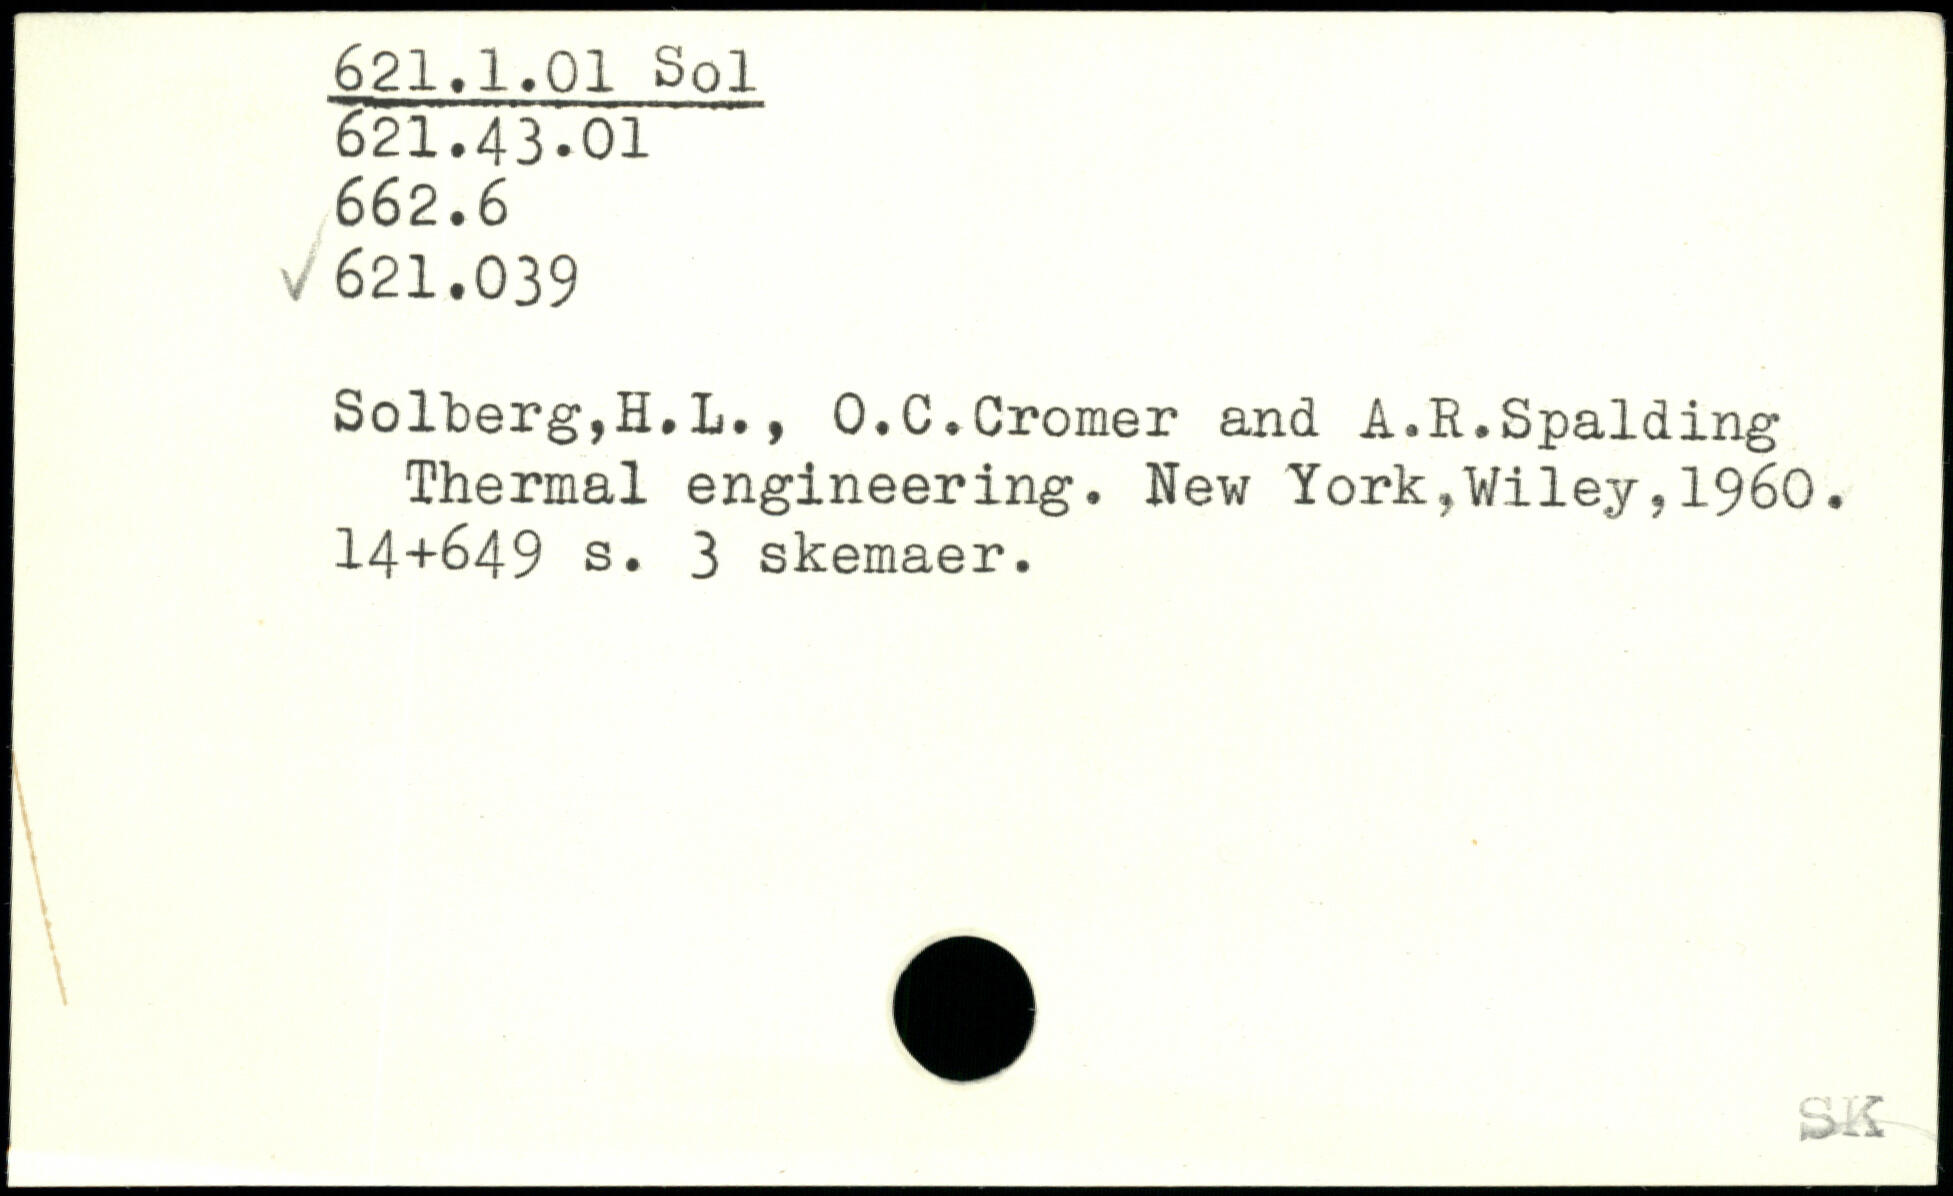 621.1.01 Sol
621.43.01
662.6
621.039
Solberg,H.L., O.C.Cromer and A.R.Spalding
Thermal engineering. New York,Wiley,1960.
14+649 s. 3 skemaer.
SK